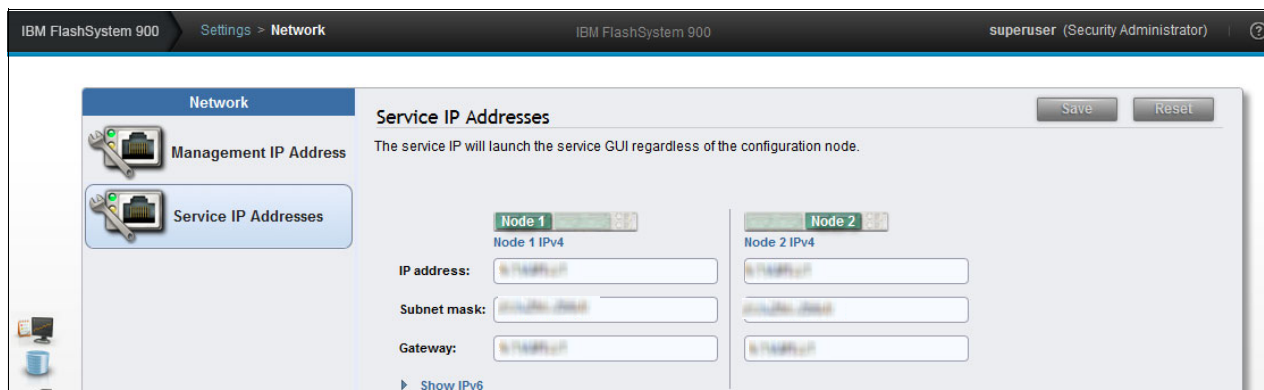 IBM FlashSystem 900 Settings > Network IBM FlashSystem 900 superuser (Security Administrator) ?
Network
Management IP Address
Service IP Addresses
Service IP Addresses Save Reset
The service IP will launch the service GUI regardless of the configuration node.
Node 1 Node 2
Node 1 IPv4 Node 2 IPv4
IP address:
Subnet mask:
Gateway:
Show IPv6